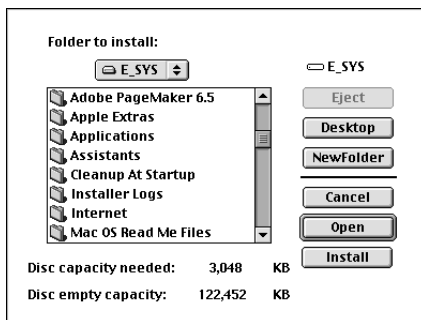 Folder to install:
E_SYS
E_SYS
Adobe PageMaker 6.5
Apple Extras
Applications
Assistants
Cleanup At Startup
Installer Logs
Internet
Mac OS Read Me Files
Eject
Desktop
NewFolder
Cancel
Open
Install
Disc capacity needed: 3,048 KB
Disc empty capacity: 122,452 KB